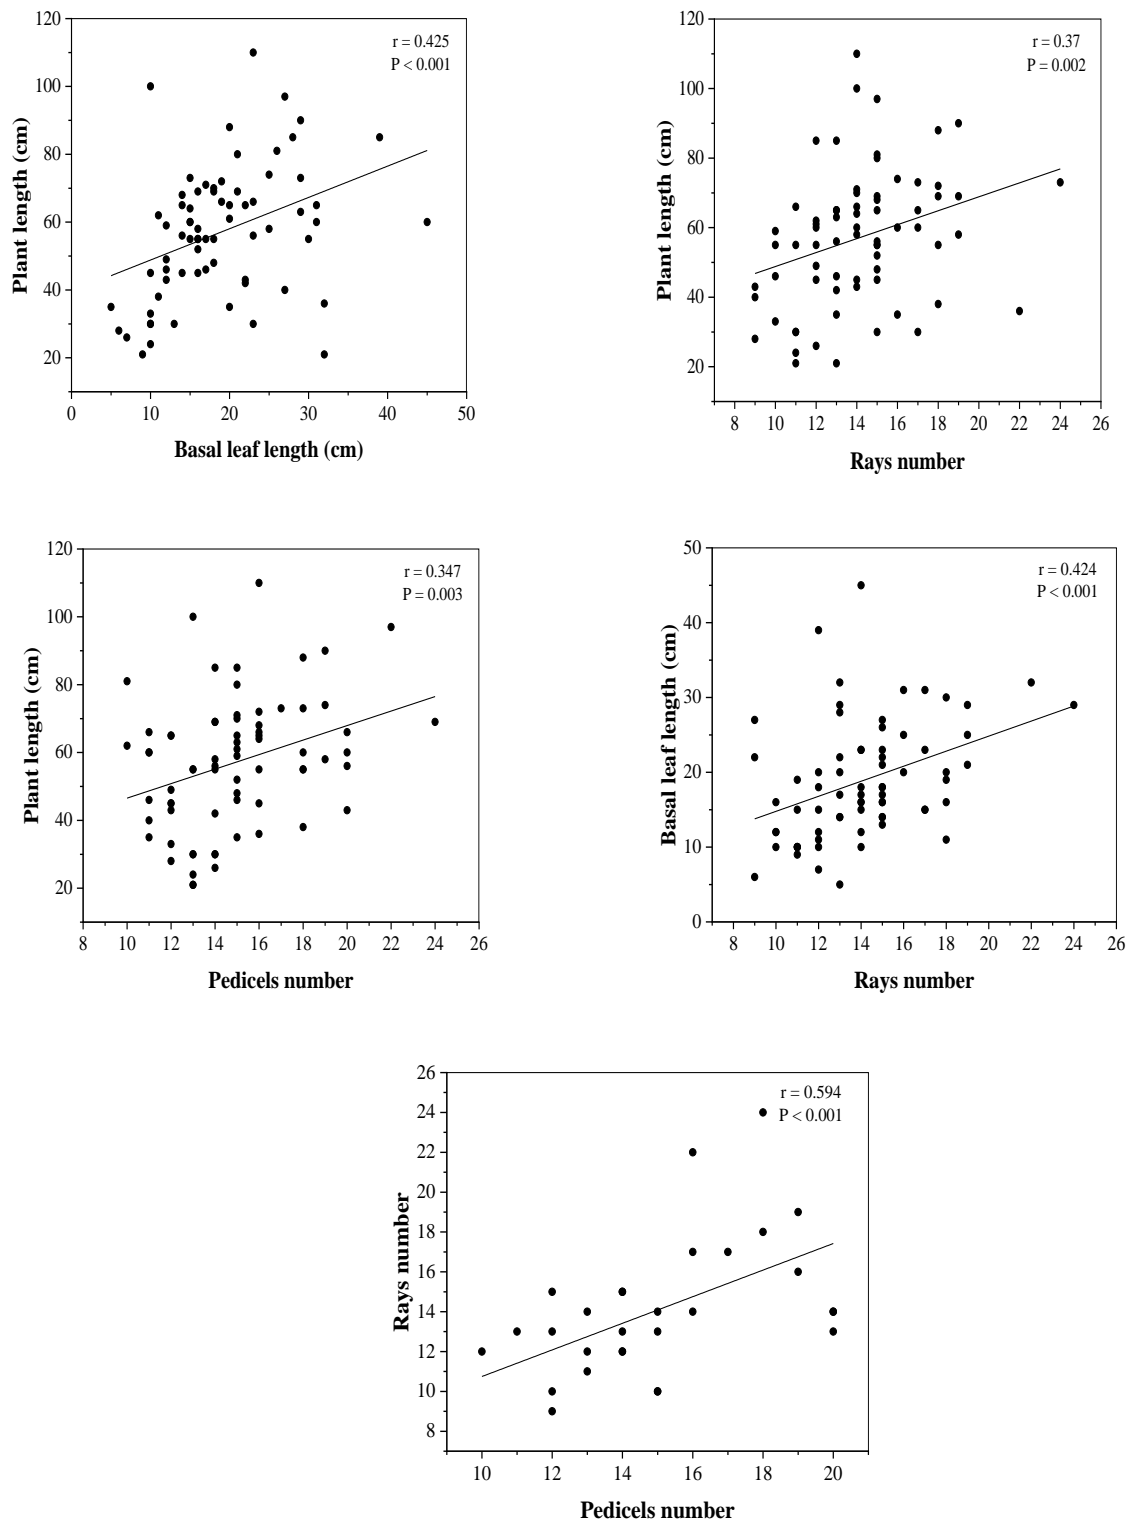 120
100
80
60
40
20
Plant length (cm)
r = 0.425
P < 0.001
0 10 20 30 40 50
Basal leaf length (cm)
120
100
80
60
40
20
Plant length (cm)
r = 0.37
P = 0.002
8 10 12 14 16 18 20 22 24 26
Rays number
120
100
80
60
40
20
Plant length (cm)
r = 0.347
P = 0.003
8 10 12 14 16 18 20 22 24 26
Pedicels number
50
40
30
20
10
0
Basal leaf length (cm)
r = 0.424
P < 0.001
8 10 12 14 16 18 20 22 24 26
Rays number
26
24
22
20
18
16
14
12
10
8
Rays number
r = 0.594
P < 0.001
10 12 14 16 18 20
Pedicels number